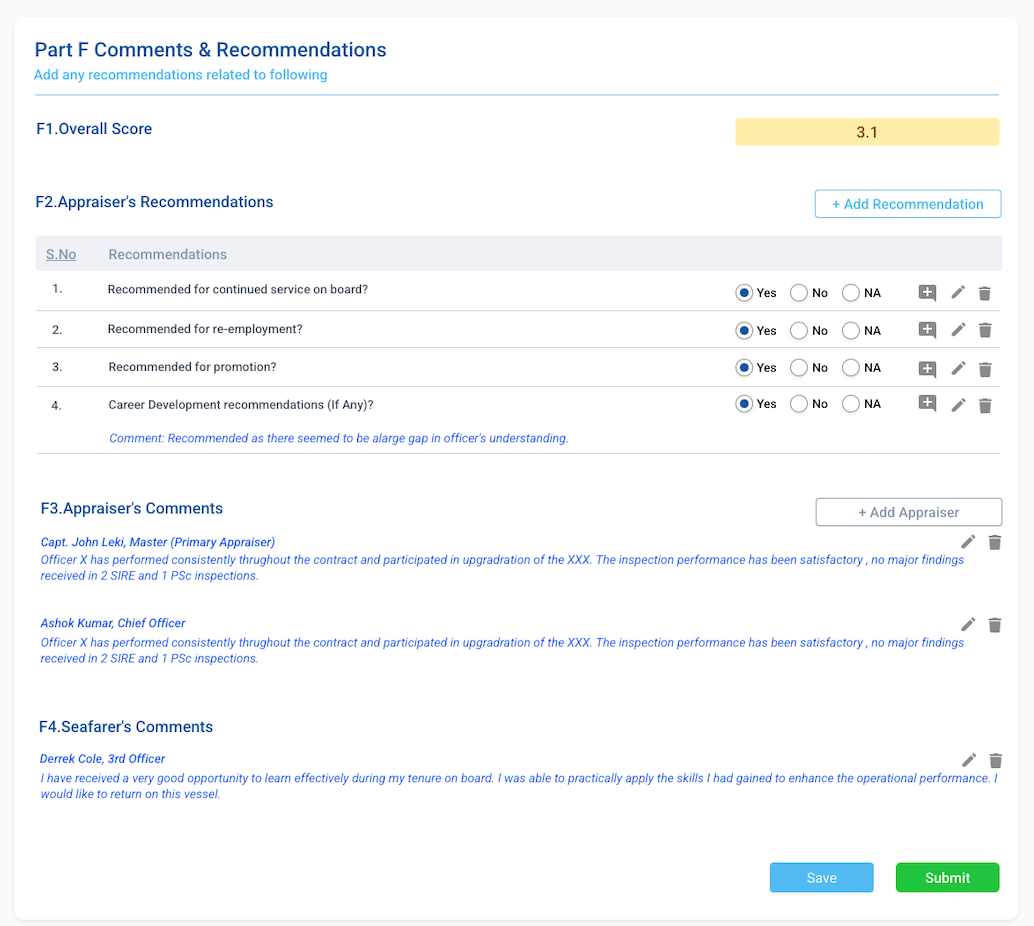 Part F Comments & Recommendations
Add any recommendations related to following
F1.Overall Score
3.1
F2.Appraiser's Recommendations
+ Add Recommendation
S.No Recommendations
1. Recommended for continued service on board? Yes No NA
2. Recommended for re-employment? Yes No NA
3. Recommended for promotion? Yes No NA
4. Career Development recommendations (If Any)? Yes No NA
Comment: Recommended as there seemed to be alarge gap in officer's understanding.
F3.Appraiser's Comments
+ Add Appraiser
Capt. John Leki, Master (Primary Appraiser)
Officer X has performed consistently thrughout the contract and participated in upgradration of the XXX. The inspection performance has been satisfactory , no major findings
received in 2 SIRE and 1 PSc inspections.
Ashok Kumar, Chief Officer
Officer X has performed consistently thrughout the contract and participated in upgradration of the XXX. The inspection performance has been satisfactory , no major findings
received in 2 SIRE and 1 PSc inspections.
F4.Seafarer's Comments
Derrek Cole, 3rd Officer
I have received a very good opportunity to learn effectively during my tenure on board. I was able to practically apply the skills I had gained to enhance the operational performance. I
would like to return on this vessel.
Save
Submit